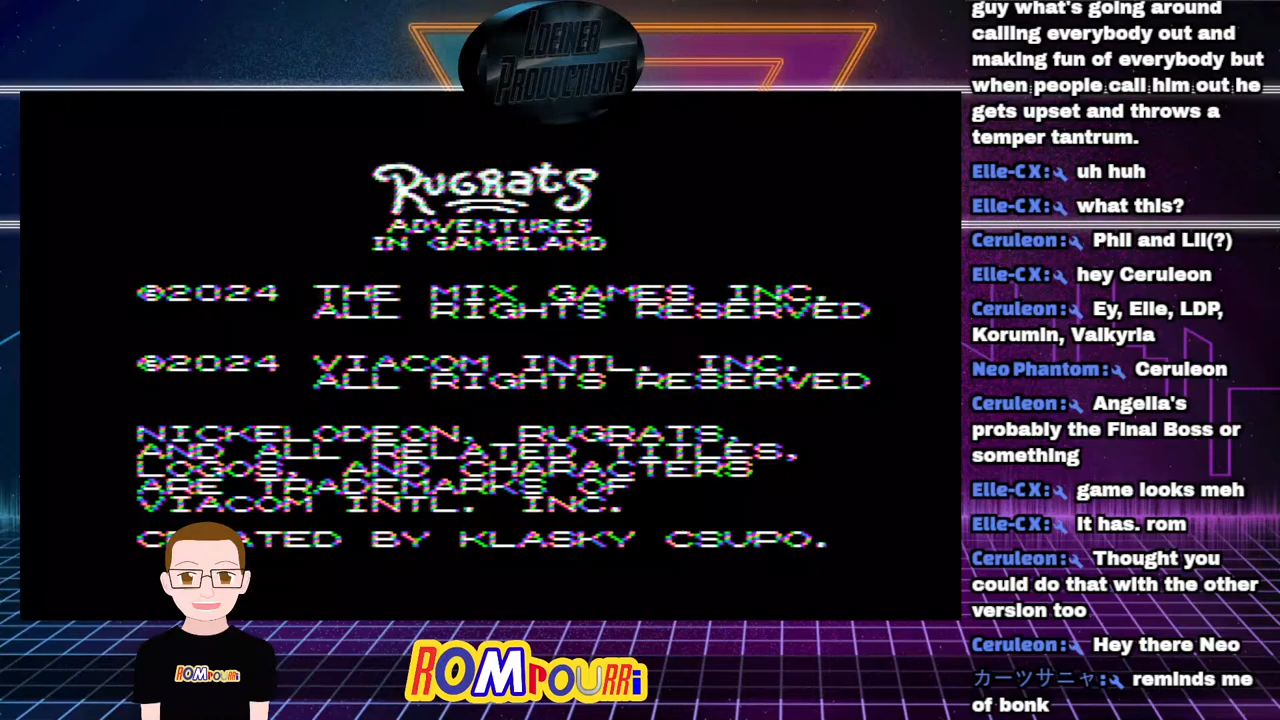 LDEINER
PRODUCTIONS
RUGRATS
ADVENTURES
IN GAMELAND
©2024 THE MIX GAMES INC.
ALL RIGHTS RESERVED
©2024 VIACOM INTL. INC.
ALL RIGHTS RESERVED
NICKELODEON, RUGRATS,
AND ALL RELATED TITLES,
LOGOS, AND CHARACTERS
ARE TRADEMARKS OF
VIACOM INTL. INC.
CREATED BY KLASKY CSUPO.
ROMPOURRi
ROMPOURRi
guy what's going around
calling everybody out and
making fun of everybody but
when people call him out he
gets upset and throws a
temper tantrum.
Elle-CX: uh huh
Elle-CX: what this?
Ceruleon: Phil and Lil(?)
Elle-CX: hey Ceruleon
Ceruleon: Ey, Elle, LDP,
Korumin, Valkyria
Neo Phantom: Ceruleon
Ceruleon: Angelia's
probably the Final Boss or
something
Elle-CX: game looks meh
Elle-CX: It has. rom
Ceruleon: Thought you
could do that with the other
version too
Ceruleon: Hey there Neo
カーツサニャ: reminds me
of bonk